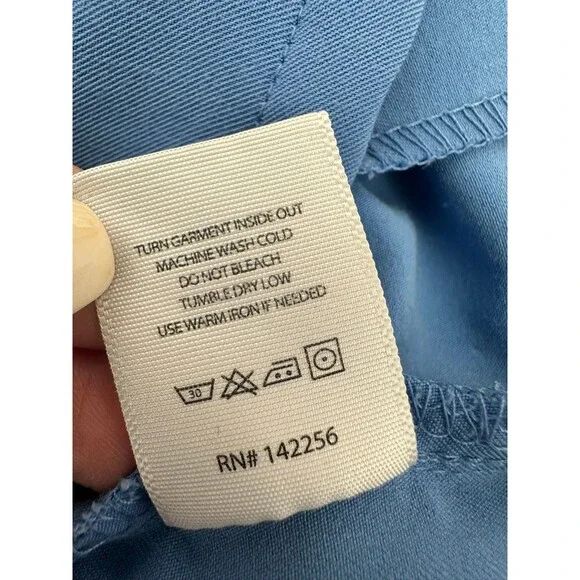 TURN GARMENT INSIDE OUT
MACHINE WASH COLD
DO NOT BLEACH
TUMBLE DRY LOW
USE WARM IRON IF NEEDED
30
RN# 142256